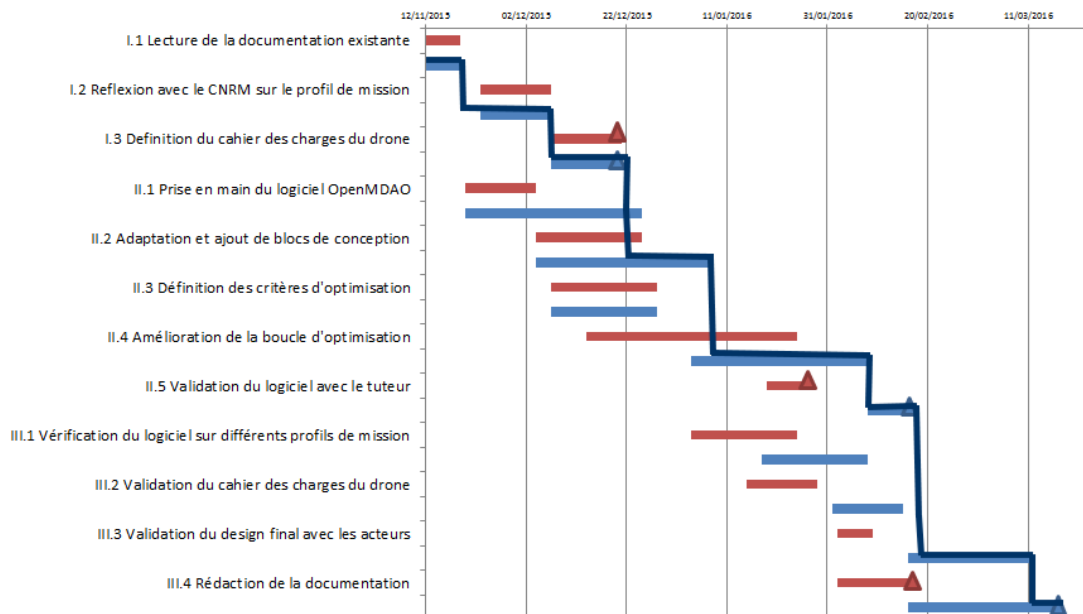 12/11/2015 02/12/2015 22/12/2015 11/01/2016 31/01/2016 20/02/2016 11/03/2016
I.1 Lecture de la documentation existante
I.2 Reflexion avec le CNRM sur le profil de mission
I.3 Definition du cahier des charges du drone
II.1 Prise en main du logiciel OpenMDAO
II.2 Adaptation et ajout de blocs de conception
II.3 Définition des critères d'optimisation
II.4 Amélioration de la boucle d'optimisation
II.5 Validation du logiciel avec le tuteur
III.1 Vérification du logiciel sur différents profils de mission
III.2 Validation du cahier des charges du drone
III.3 Validation du design final avec les acteurs
III.4 Rédaction de la documentation